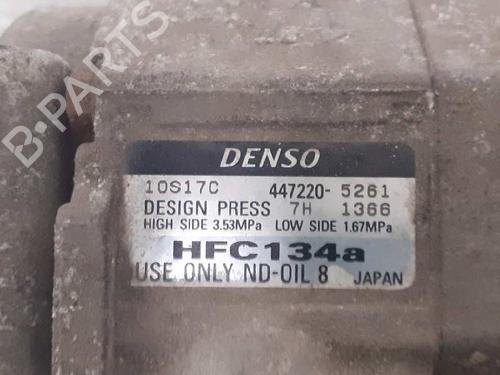 B-PARTS
DENSO
10S17C 447220- 5261
DESIGN PRESS 7H 1366
HIGH SIDE 3.53MPa LOW SIDE 1.67MPa
HFC134a
USE ONLY ND-OIL 8 JAPAN